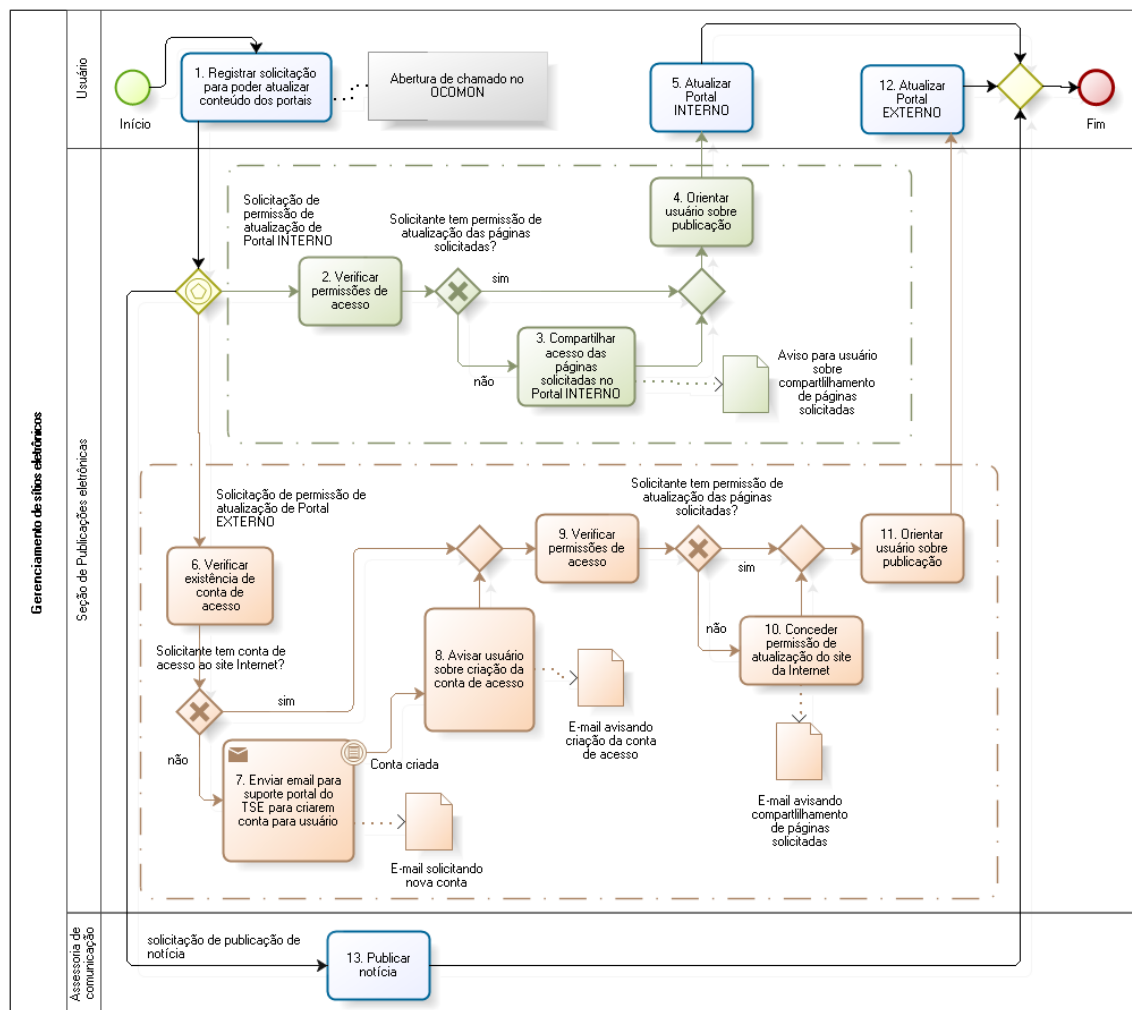 Gerenciamento de sítios eletrônicos
Usuário
Início
1. Registrar solicitação
para poder atualizar
conteúdo dos portais
Abertura de chamado no
OCOMON
5. Atualizar
Portal
INTERNO
12. Atualizar
Portal
EXTERNO
Fim
Seção de Publicações eletrônicas
Solicitação de
permissão de
atualização de
Portal INTERNO
2. Verificar
permissões de
acesso
Solicitante tem permissão de
atualização das páginas
solicitadas?
sim
não
3. Compartilhar
acesso das
páginas
solicitadas no
Portal INTERNO
4. Orientar
usuário sobre
publicação
Aviso para usuário
sobre
compartlilhamento
de páginas
solicitadas
Solicitação de permissão de
atualização de Portal
EXTERNO
6. Verificar
existência de
conta de
acesso
Solicitante tem conta de
acesso ao site Internet?
sim
não
7. Enviar email para
suporte portal do
TSE para criarem
conta para usuário
Conta criada
E-mail solicitando
nova conta
8. Avisar usuário
sobre criação da
conta de acesso
E-mail avisando
criação da conta
de acesso
9. Verificar
permissões de
acesso
Solicitante tem permissão de
atualização das páginas
solicitadas?
sim
não
10. Conceder
permissão de
atualização do site
da Internet
E-mail avisando
compartlilhamento
de páginas
solicitadas
11. Orientar
usuário sobre
publicação
Assessoria de
comunicação
solicitação de publicação de
notícia
13. Publicar
notícia